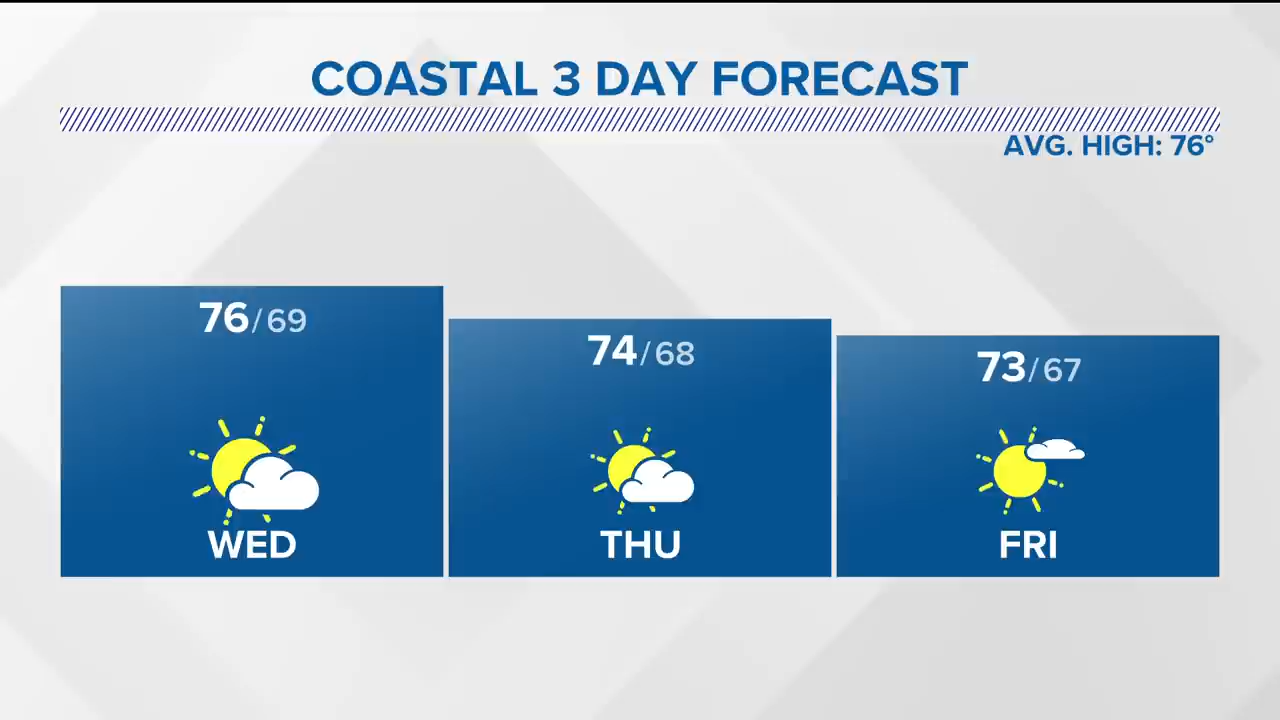 COASTAL 3 DAY FORECAST
AVG. HIGH: 76°
76/69
74/68
73/67
WED
THU
FRI